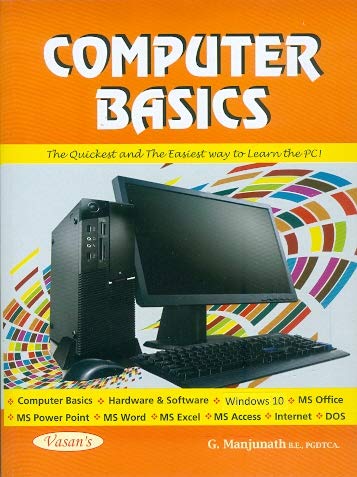 COMPUTER
BASICS
The Quickest and The Easiest way to Learn the PC!
❖ Computer Basics ❖ Hardware & Software ❖ Windows 10 ❖ MS Office
❖ MS Power Point ❖ MS Word ❖ MS Excel ❖ MS Access ❖ Internet ❖ DOS
Vasan's
G. Manjunath B.E., PGDTCA.